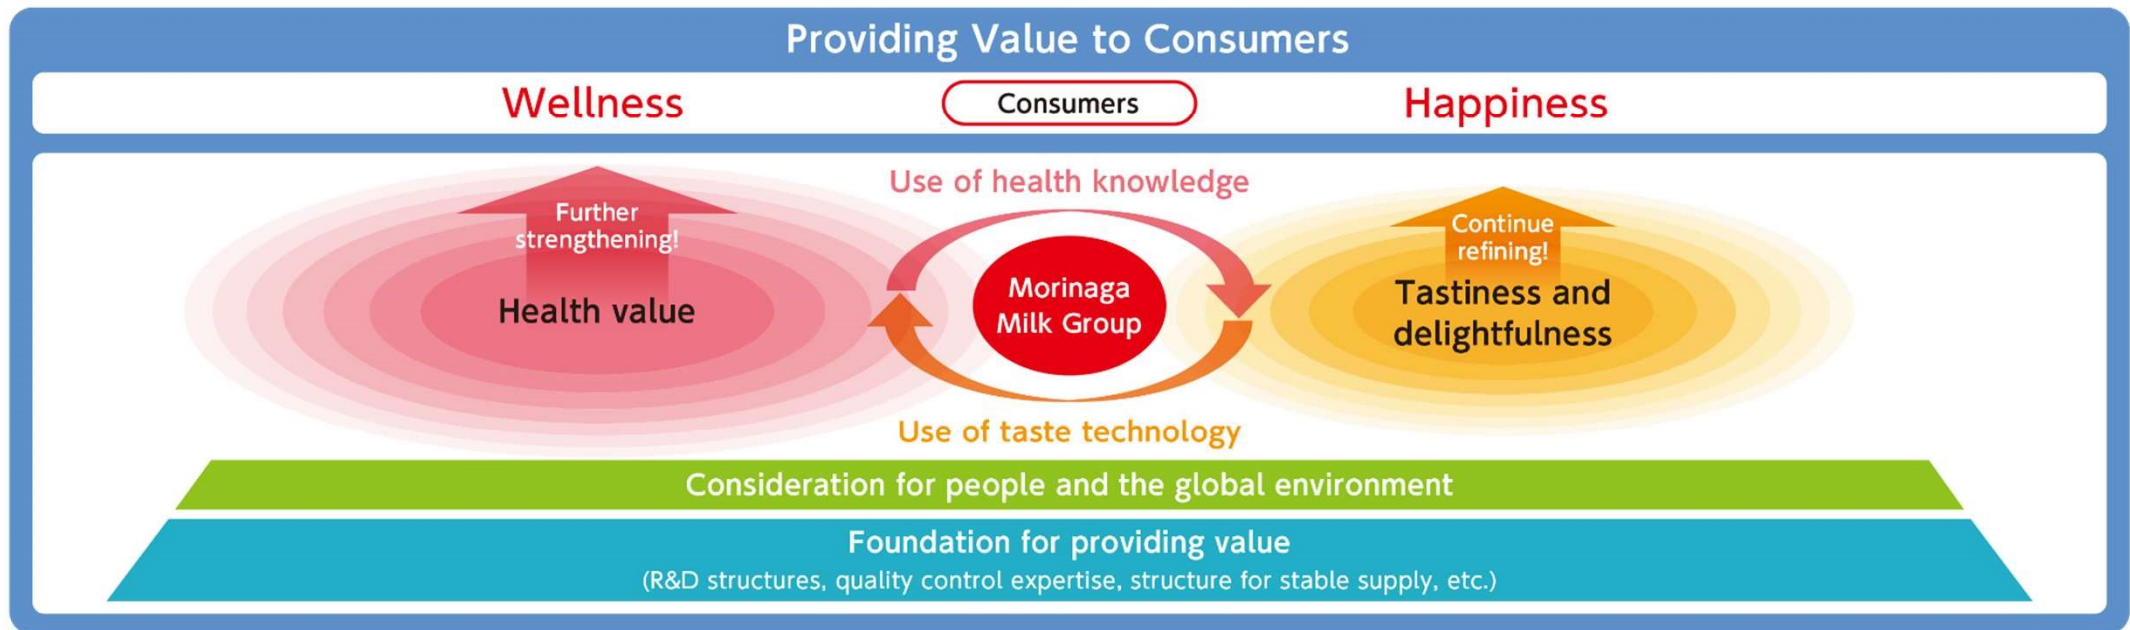 Providing Value to Consumers
Wellness
Consumers
Happiness
Use of health knowledge
Further
strengthening!
Health value
Morinaga
Milk Group
Continue
refining!
Tastiness and
delightfulness
Use of taste technology
Consideration for people and the global environment
Foundation for providing value
(R&D structures, quality control expertise, structure for stable supply, etc.)